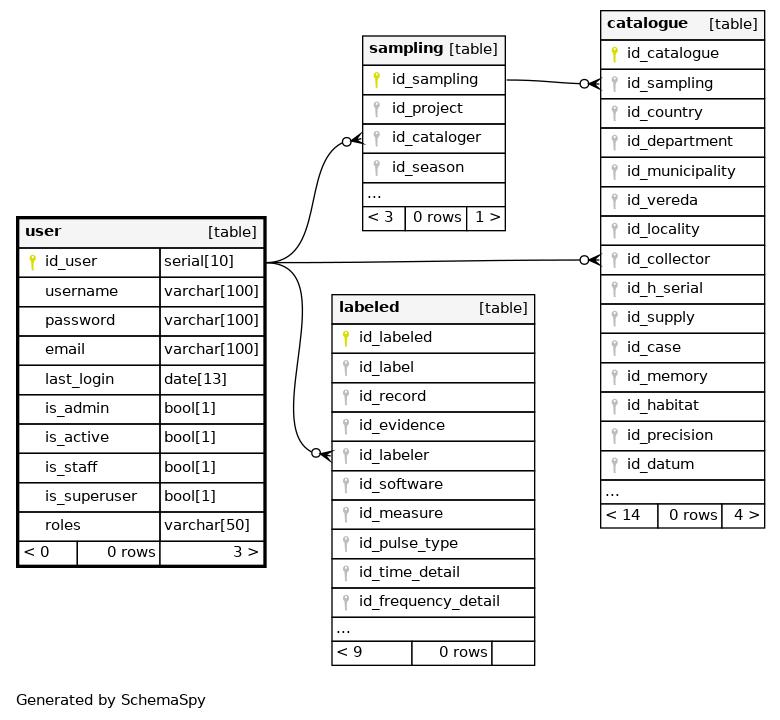 user [table]
id_user serial[10]
username varchar[100]
password varchar[100]
email varchar[100]
last_login date[13]
is_admin bool[1]
is_active bool[1]
is_staff bool[1]
is_superuser bool[1]
roles varchar[50]
< 0 0 rows 3 >
sampling [table]
id_sampling
id_project
id_cataloger
id_season
...
< 3 0 rows 1 >
labeled [table]
id_labeled
id_label
id_record
id_evidence
id_labeler
id_software
id_measure
id_pulse_type
id_time_detail
id_frequency_detail
...
< 9 0 rows
catalogue [table]
id_catalogue
id_sampling
id_country
id_department
id_municipality
id_vereda
id_locality
id_collector
id_h_serial
id_supply
id_case
id_memory
id_habitat
id_precision
id_datum
...
< 14 0 rows 4 >
Generated by SchemaSpy